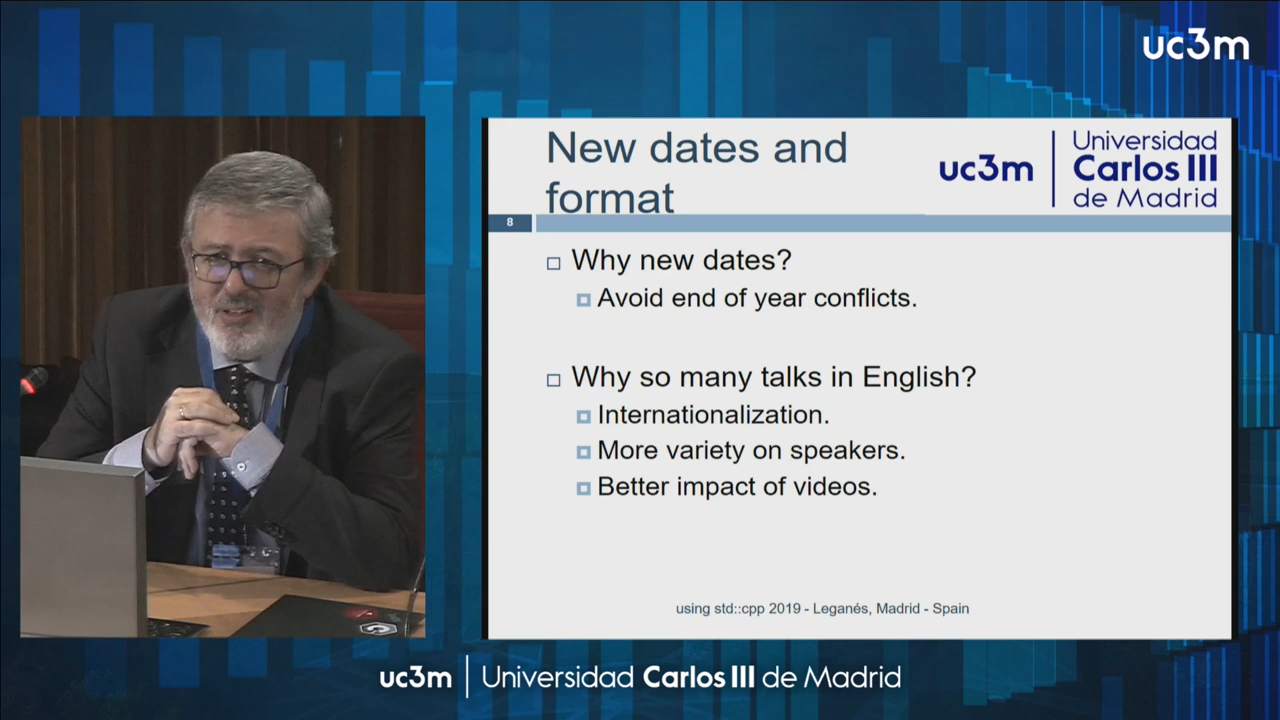 uc3m
New dates and
format
uc3m
Universidad
Carlos III
de Madrid
8
Why new dates?
Avoid end of year conflicts.
Why so many talks in English?
Internationalization.
More variety on speakers.
Better impact of videos.
using std::cpp 2019 - Leganés, Madrid - Spain
uc3m | Universidad Carlos III de Madrid